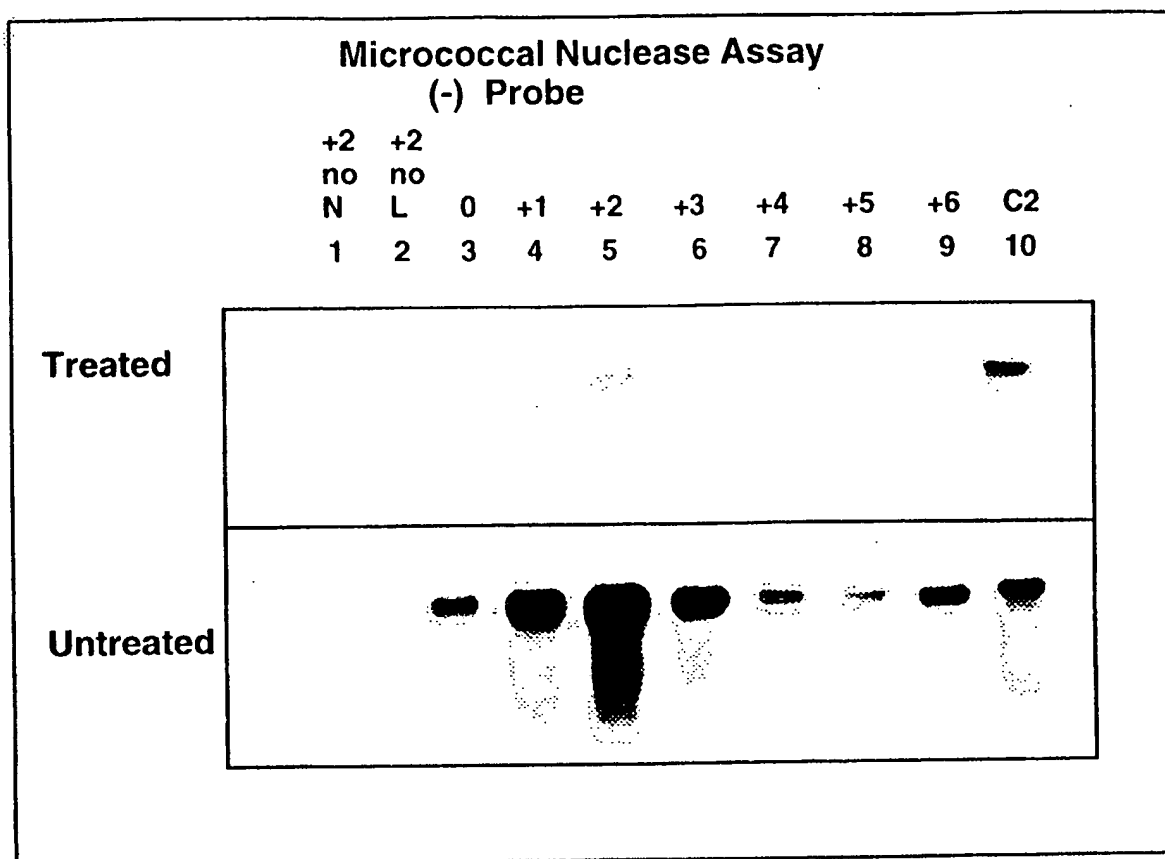 Micrococcal Nuclease Assay
(-) Probe
+2 +2
no no
N L 0 +1 +2 +3 +4 +5 +6 C2
1 2 3 4 5 6 7 8 9 10
Treated
Untreated